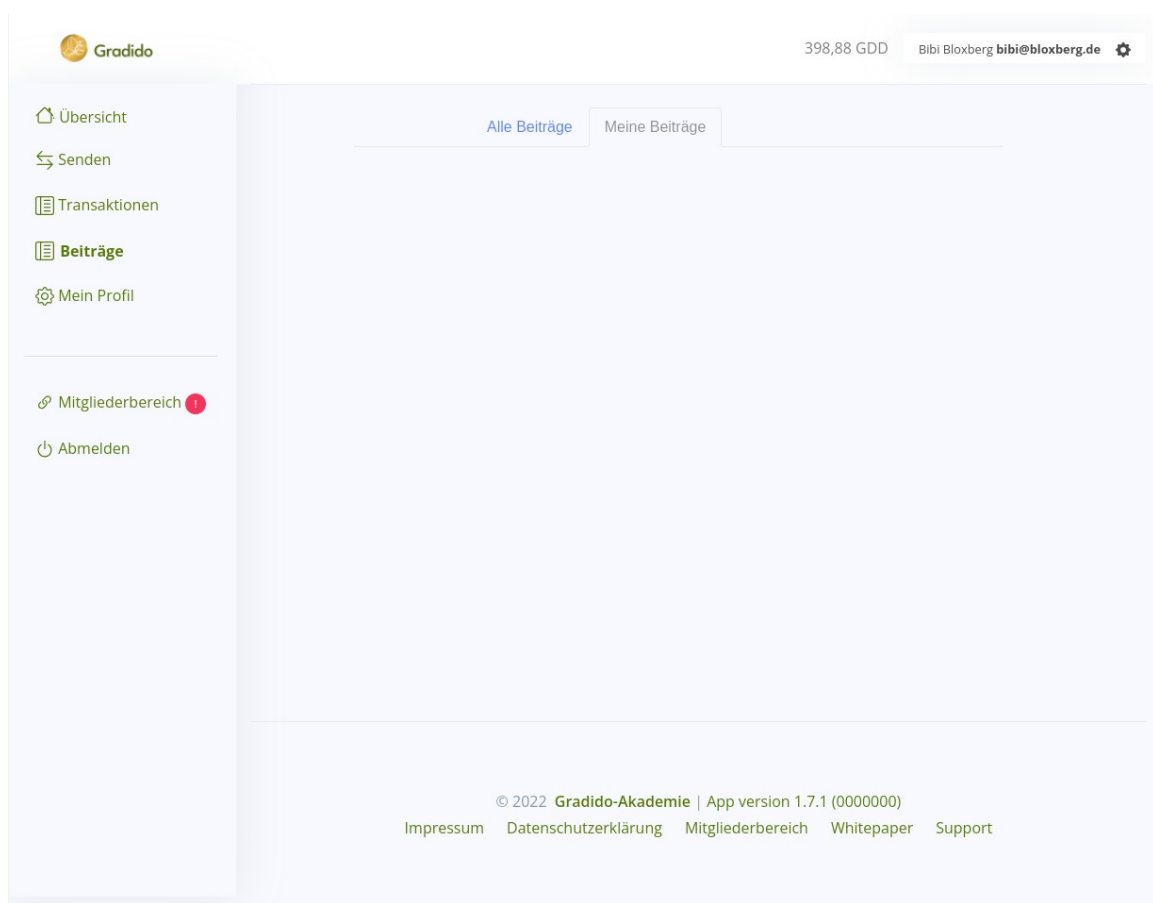 Gradido
398,88 GDD
Bibi Bloxberg bibi@bloxberg.de
Übersicht
Senden
Transaktionen
Beiträge
Mein Profil
Mitgliederbereich !
Abmelden
Alle Beiträge Meine Beiträge
© 2022 Gradido-Akademie | App version 1.7.1 (0000000)
Impressum Datenschutzerklärung Mitgliederbereich Whitepaper Support